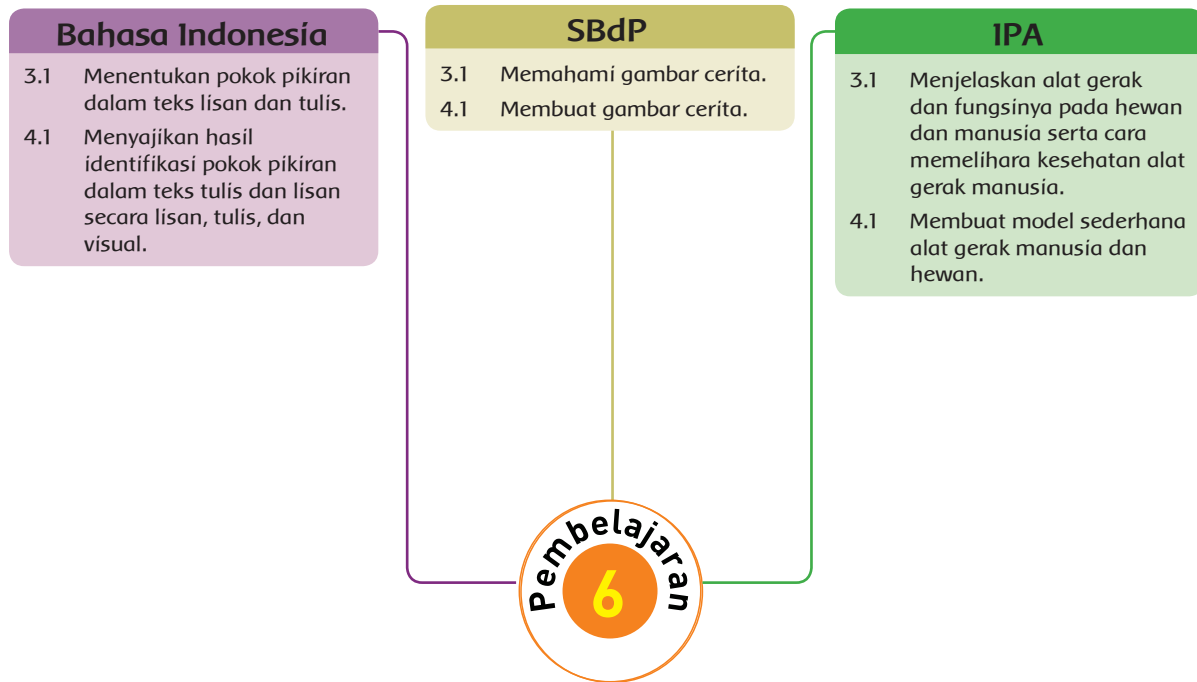 Bahasa Indonesia
3.1 Menentukan pokok pikiran
dalam teks lisan dan tulis.
4.1 Menyajikan hasil
identifikasi pokok pikiran
dalam teks tulis dan lisan
secara lisan, tulis, dan
visual.
SBdP
3.1 Memahami gambar cerita.
4.1 Membuat gambar cerita.
IPA
3.1 Menjelaskan alat gerak
dan fungsinya pada hewan
dan manusia serta cara
memelihara kesehatan alat
gerak manusia.
4.1 Membuat model sederhana
alat gerak manusia dan
hewan.
Pembelajaran
6